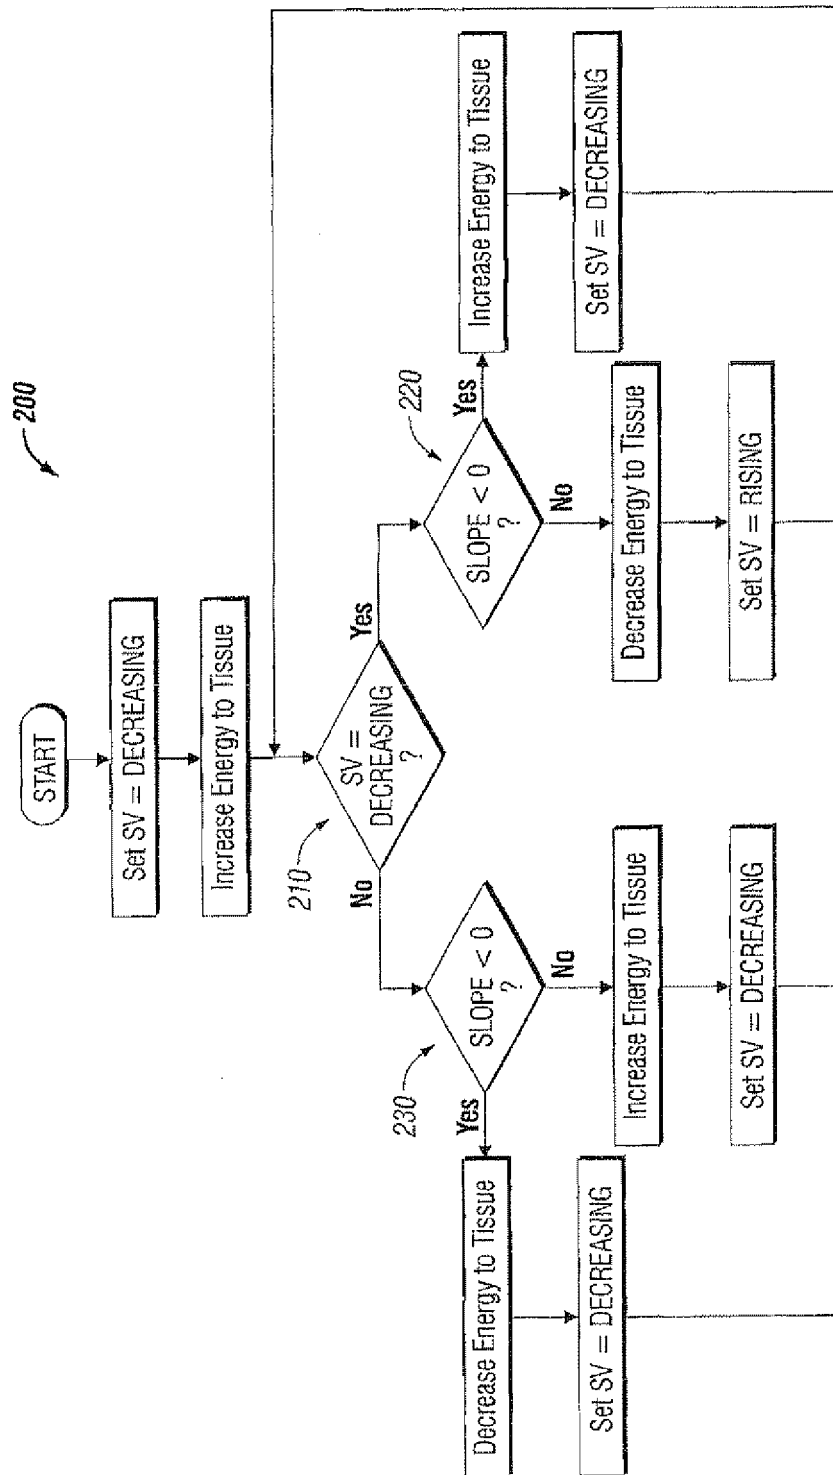 200
START
Set SV = DECREASING
Increase Energy to Tissue
210
SV =
DECREASING
?
No
Yes
230
SLOPE < 0
?
Yes
No
220
SLOPE < 0
?
Yes
No
Decrease Energy to Tissue
Set SV = DECREASING
Increase Energy to Tissue
Set SV = DECREASING
Decrease Energy to Tissue
Set SV = RISING
Increase Energy to Tissue
Set SV = DECREASING